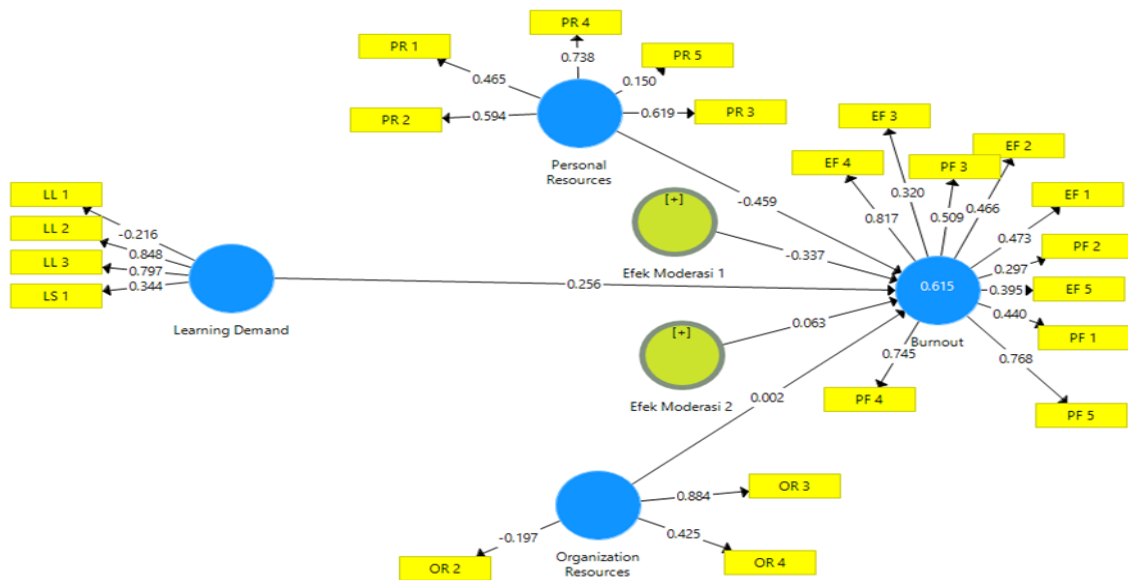 PR 4
PR 1
PR 5
0.738
0.150
0.465
PR 2
0.594
0.619
PR 3
Personal
Resources
EF 3
EF 2
EF 4
PF 3
EF 1
0.320
0.817
0.509
0.466
0.473
PF 2
0.297
EF 5
0.395
0.440
PF 1
0.615
Burnout
0.768
0.745
PF 4
PF 5
-0.459
[+]
Efek Moderasi 1
-0.337
LL 1
LL 2
LL 3
LS 1
-0.216
0.848
0.797
0.344
Learning Demand
0.256
[+]
Efek Moderasi 2
0.063
0.002
OR 3
0.884
-0.197
0.425
OR 2
Organization
Resources
OR 4